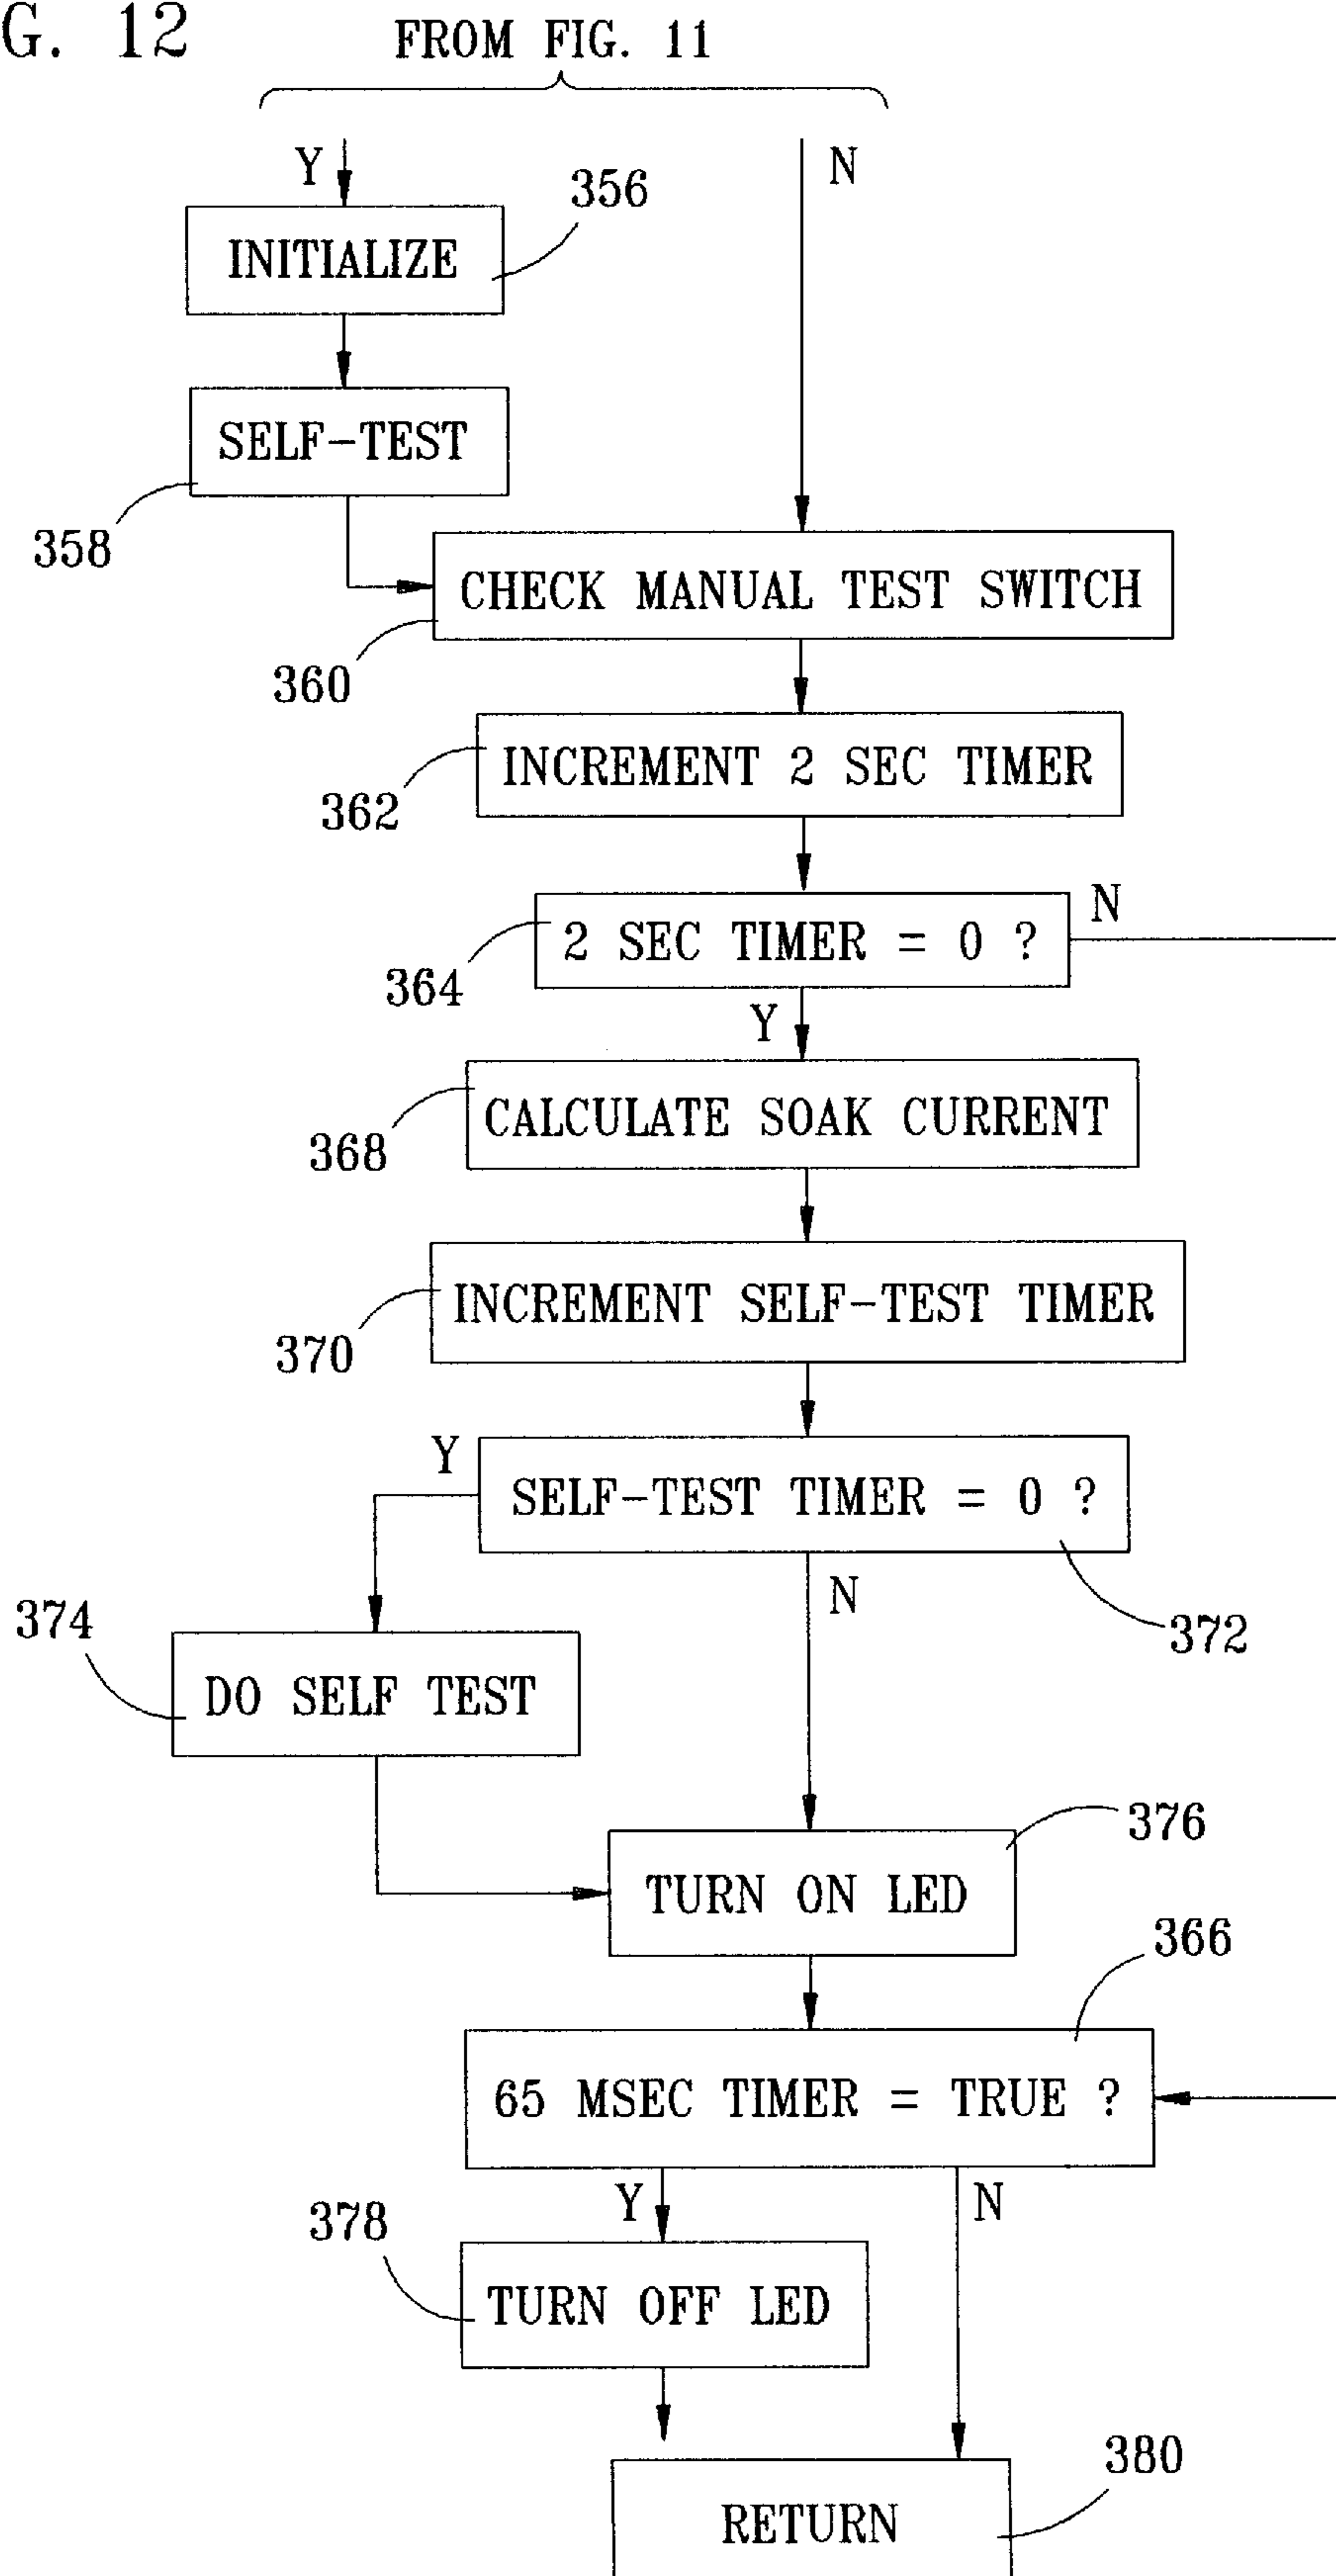 G. 12
FROM FIG. 11
Y
N
356
INITIALIZE
SELF-TEST
358
CHECK MANUAL TEST SWITCH
360
INCREMENT 2 SEC TIMER
362
2 SEC TIMER = 0 ?
N
364
Y
CALCULATE SOAK CURRENT
368
INCREMENT SELF-TEST TIMER
370
Y
SELF-TEST TIMER = 0 ?
N
372
374
DO SELF TEST
376
TURN ON LED
366
65 MSEC TIMER = TRUE ?
Y
N
378
TURN OFF LED
380
RETURN